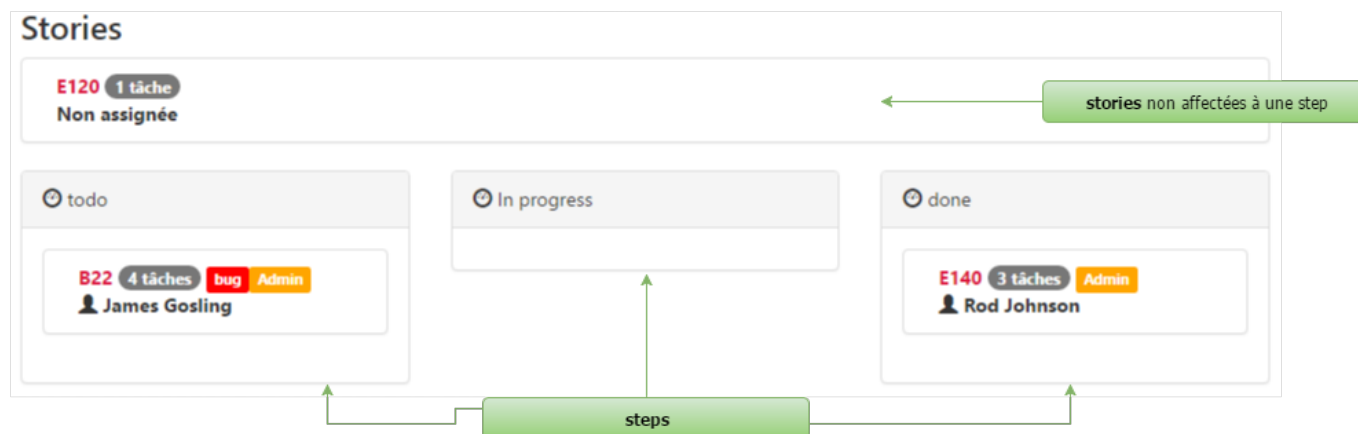 Stories
E120 1 tâche
Non assignée
stories non affectées à une step
todo
In progress
done
B22 4 tâches bug Admin
James Gosling
E140 3 tâches Admin
Rod Johnson
steps